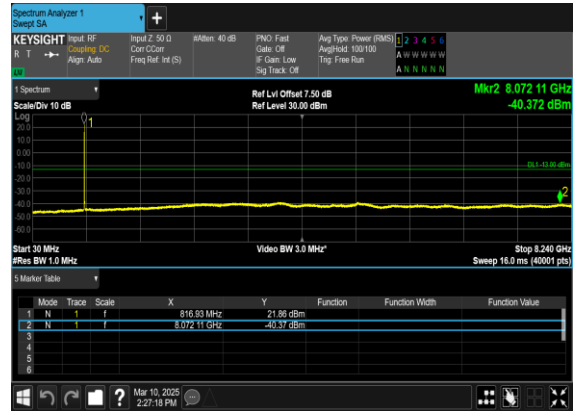 Spectrum Analyzer 1
Swept SA
+
KEYSIGHT Input: RF Input Z: 50 Ω #Atten: 40 dB PNO: Fast Avg Type: Power (RMS) 1 2 3 4 5 6
R T Coupling: DC Corr CCorr Gate: Off Avg|Hold: 100/100 A W W W W W
Align: Auto Freq Ref: Int (S) IF Gain: Low Trig: Free Run
Sig Track: Off A N N N N N
1 Spectrum Ref Lvl Offset 7.50 dB Mkr2 8.072 11 GHz
Scale/Div 10 dB Ref Level 30.00 dBm -40.372 dBm
Log
1
20.0
10.0
0.00
-10.0
DL1 -13.00 dBm
-20.0
-30.0
2
-40.0
-50.0
-60.0
Start 30 MHz Video BW 3.0 MHz* Stop 8.240 GHz
#Res BW 1.0 MHz Sweep 16.0 ms (40001 pts)
5 Marker Table
Mode Trace Scale X Y Function Function Width Function Value
1 N 1 f 816.93 MHz 21.86 dBm
2 N 1 f 8.072 11 GHz -40.37 dBm
3
4
5
6
? Mar 10, 2025
2:27:18 PM